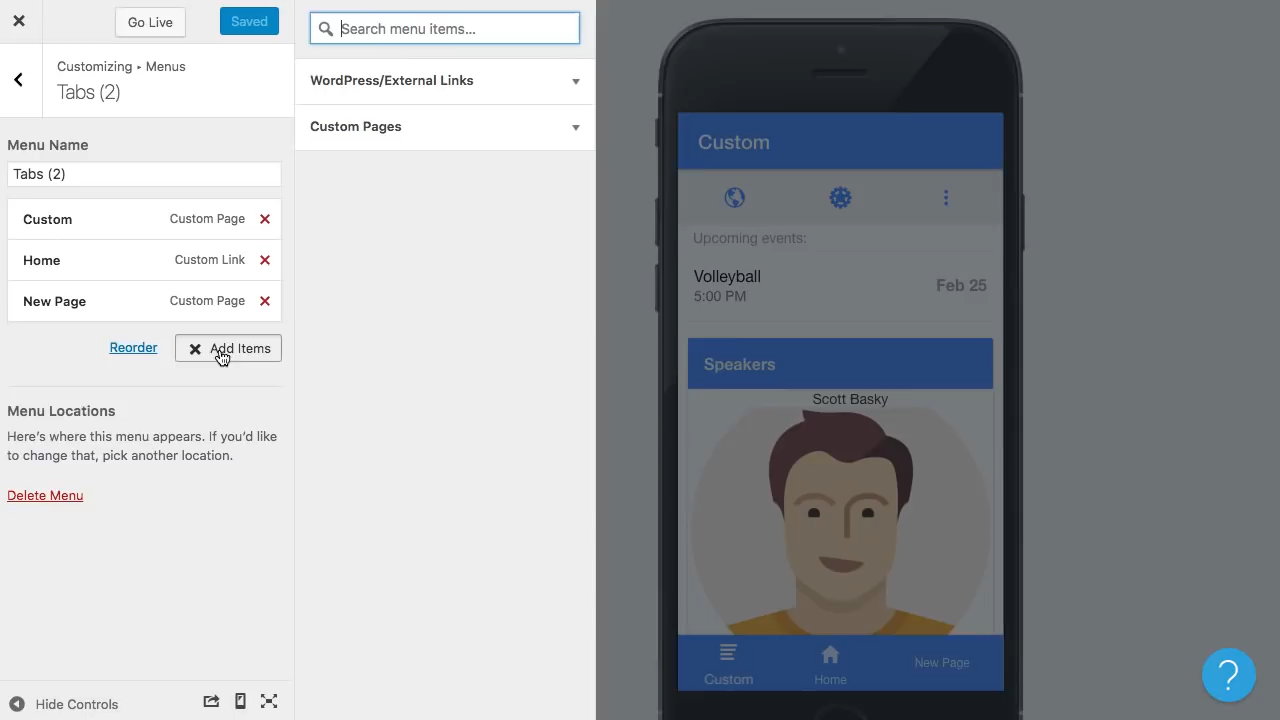 Go Live
Saved
Customizing ▸ Menus
Tabs (2)
Menu Name
Tabs (2)
Custom Custom Page
Home Custom Link
New Page Custom Page
Reorder
Add Items
Menu Locations
Here's where this menu appears. If you'd like
to change that, pick another location.
Delete Menu
Hide Controls
Search menu items...
WordPress/External Links
Custom Pages
Custom
Upcoming events:
Volleyball
5:00 PM
Feb 25
Speakers
Scott Basky
Custom
Home
New Page
?